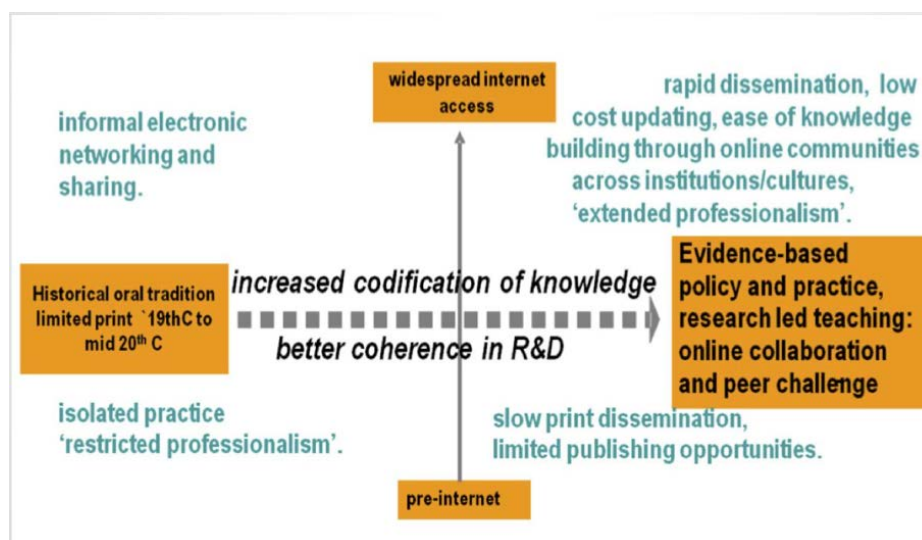 widespread internet
access
rapid dissemination, low
cost updating, ease of knowledge
building through online communities
across institutions/cultures,
‘extended professionalism’.
informal electronic
networking and
sharing.
Historical oral tradition
limited print `19thC to
mid 20th C
increased codification of knowledge
better coherence in R&D
Evidence-based
policy and practice,
research led teaching:
online collaboration
and peer challenge
isolated practice
‘restricted professionalism’.
slow print dissemination,
limited publishing opportunities.
pre-internet